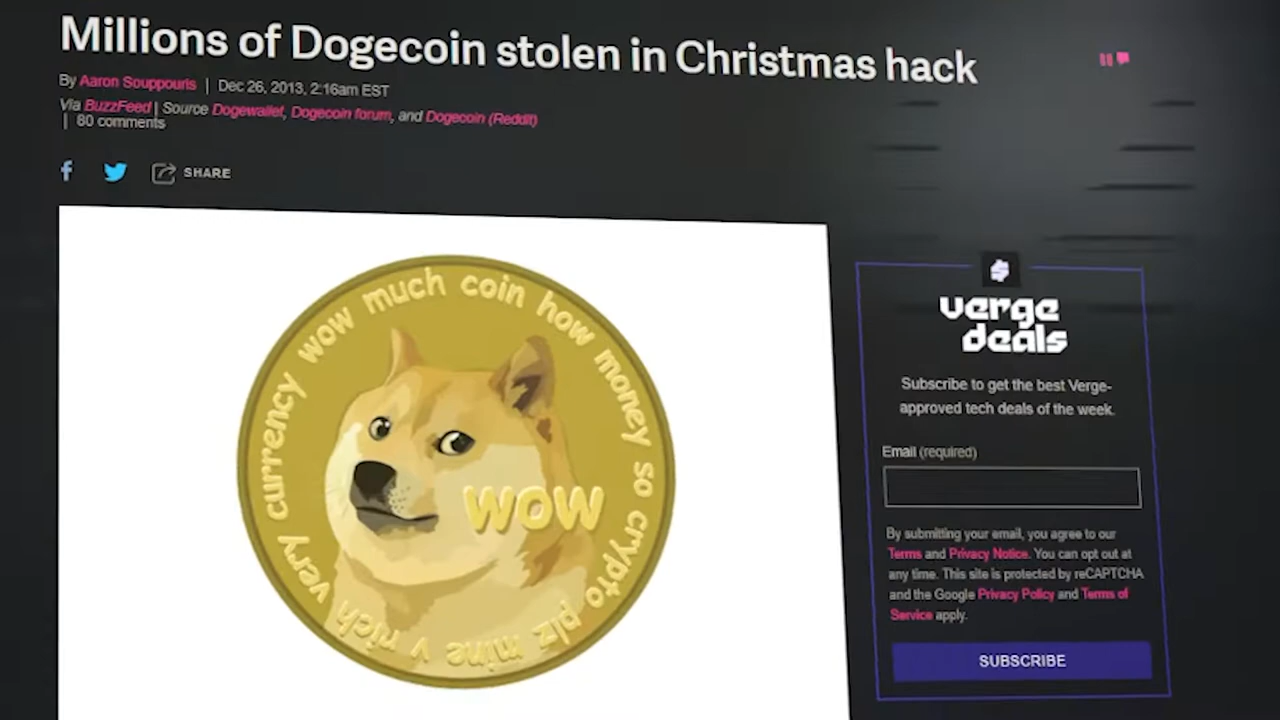 Millions of Dogecoin stolen in Christmas hack
By Aaron Souppouris | Dec 26, 2013, 2:16am EST
Via BuzzFeed | Source Dogewallet, Dogecoin forum, and Dogecoin (Reddit)
| 80 comments
SHARE
very currency wow much coin how money so crypto plz mine v rich
wow
$
verge
deals
Subscribe to get the best Verge-
approved tech deals of the week.
Email (required)
By submitting your email, you agree to our
Terms and Privacy Notice. You can opt out at
any time. This site is protected by reCAPTCHA
and the Google Privacy Policy and Terms of
Service apply.
SUBSCRIBE